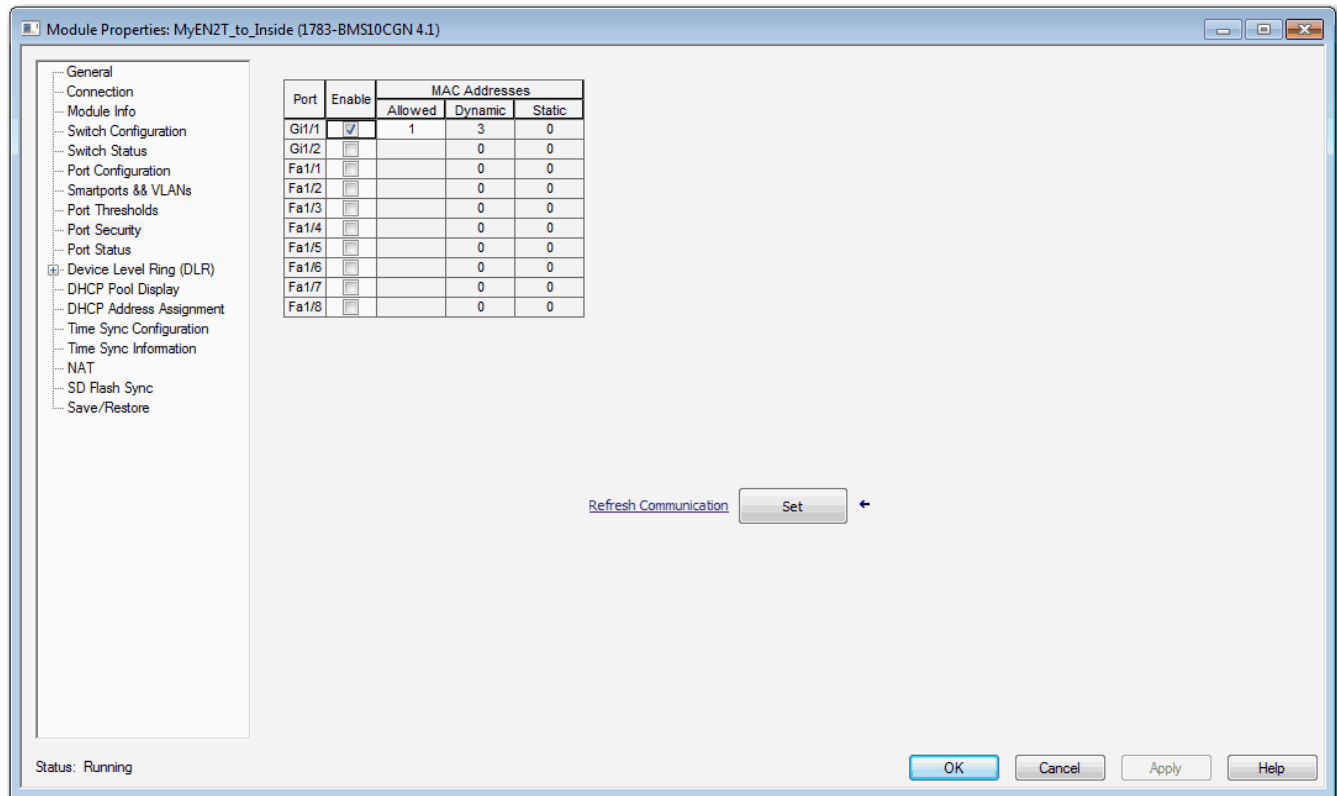 Module Properties: MyEN2T_to_Inside (1783-BMS10CGN 4.1)
General
Connection
Module Info
Switch Configuration
Switch Status
Port Configuration
Smartports && VLANs
Port Thresholds
Port Security
Port Status
Device Level Ring (DLR)
DHCP Pool Display
DHCP Address Assignment
Time Sync Configuration
Time Sync Information
NAT
SD Flash Sync
Save/Restore
Port Enable MAC Addresses
Allowed Dynamic Static
Gi1/1 1 3 0
Gi1/2 0 0
Fa1/1 0 0
Fa1/2 0 0
Fa1/3 0 0
Fa1/4 0 0
Fa1/5 0 0
Fa1/6 0 0
Fa1/7 0 0
Fa1/8 0 0
Refresh Communication Set
Status: Running OK Cancel Apply Help